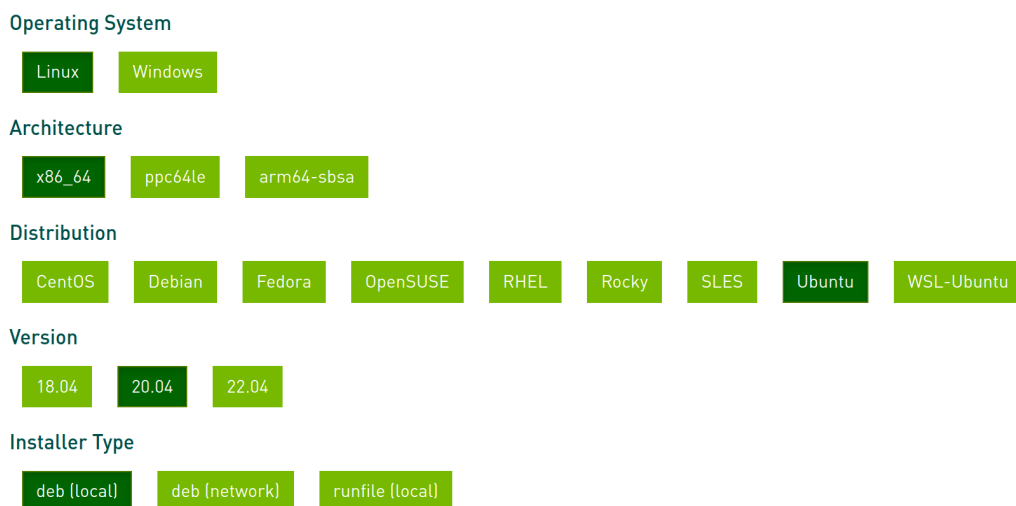 Operating System
Linux Windows
Architecture
x86_64 ppc64le arm64-sbsa
Distribution
CentOS Debian Fedora OpenSUSE RHEL Rocky SLES Ubuntu WSL-Ubuntu
Version
18.04 20.04 22.04
Installer Type
deb (local) deb (network) runfile (local)